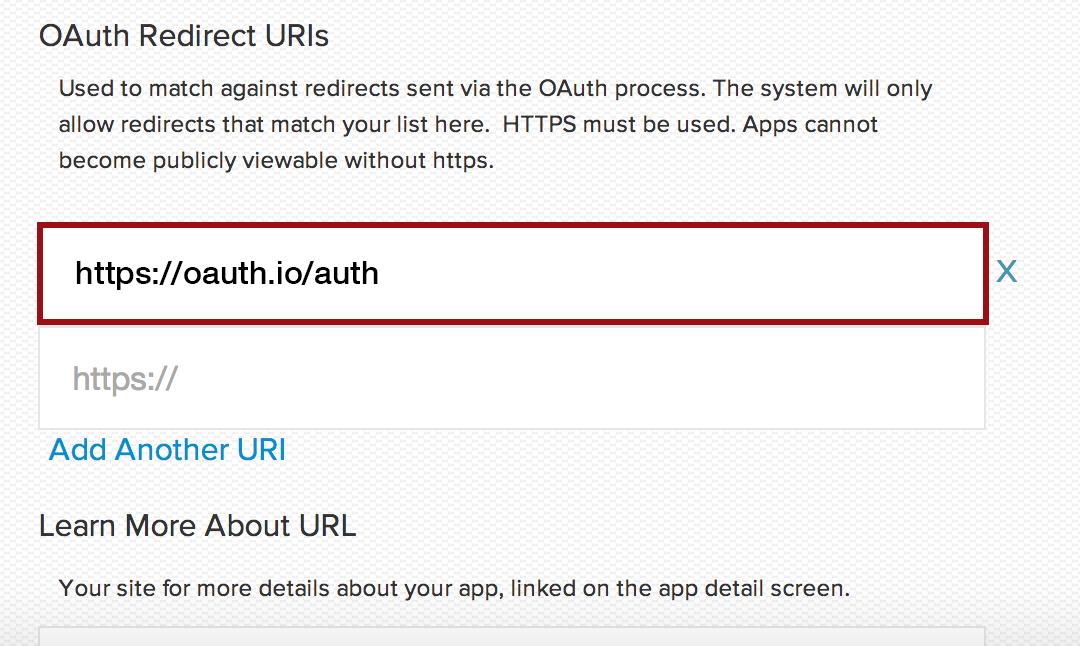 OAuth Redirect URIs
Used to match against redirects sent via the OAuth process. The system will only
allow redirects that match your list here.  HTTPS must be used. Apps cannot
become publicly viewable without https.
https://oauth.io/auth
X
https://
Add Another URI
Learn More About URL
Your site for more details about your app, linked on the app detail screen.